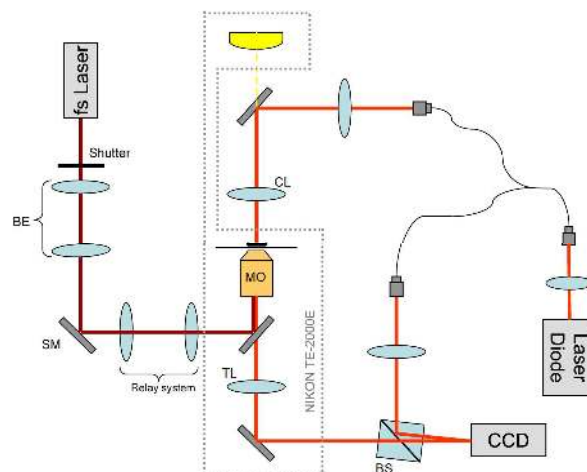 fs Laser
Shutter
BE
CL
MO
SM
Relay system
TL
NIKON TE-2000E
Laser
Diode
CCD
BS